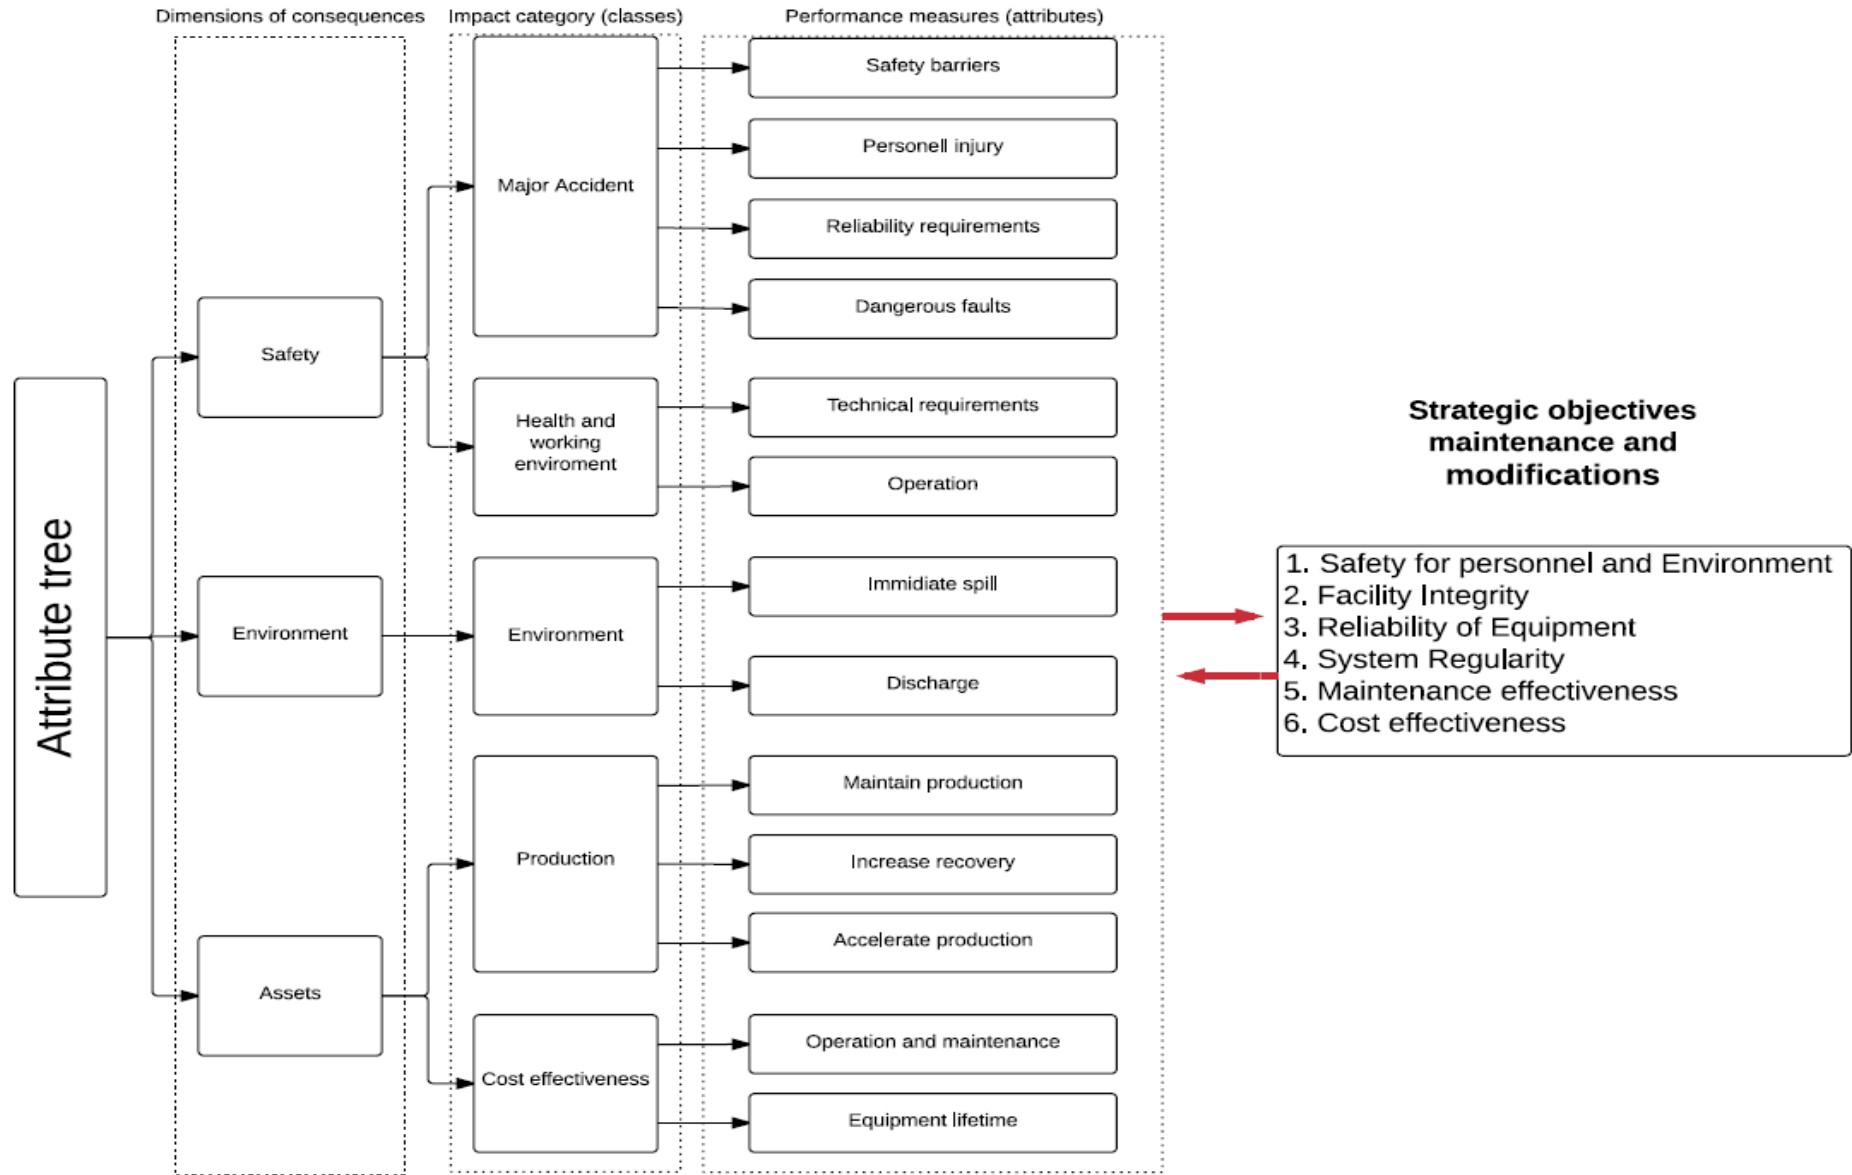 Dimensions of consequences
Impact category (classes)
Performance measures (attributes)
Attribute tree
Safety
Environment
Assets
Major Accident
Health and
working
enviroment
Environment
Production
Cost effectiveness
Safety barriers
Personell injury
Reliability requirements
Dangerous faults
Technical requirements
Operation
Immidiate spill
Discharge
Maintain production
Increase recovery
Accelerate production
Operation and maintenance
Equipment lifetime
Strategic objectives
maintenance and
modifications
1. Safety for personnel and Environment
2. Facility Integrity
3. Reliability of Equipment
4. System Regularity
5. Maintenance effectiveness
6. Cost effectiveness